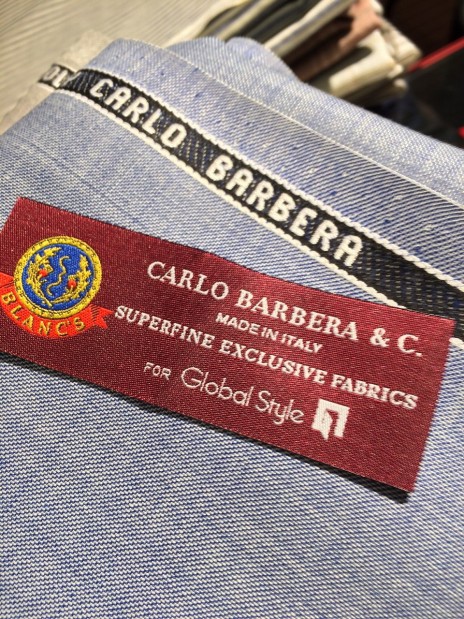 CARLO BARBERA
CARLO BARBERA & C.
MADE IN ITALY
SUPERFINE EXCLUSIVE FABRICS
FOR Global Style
BLANC'S